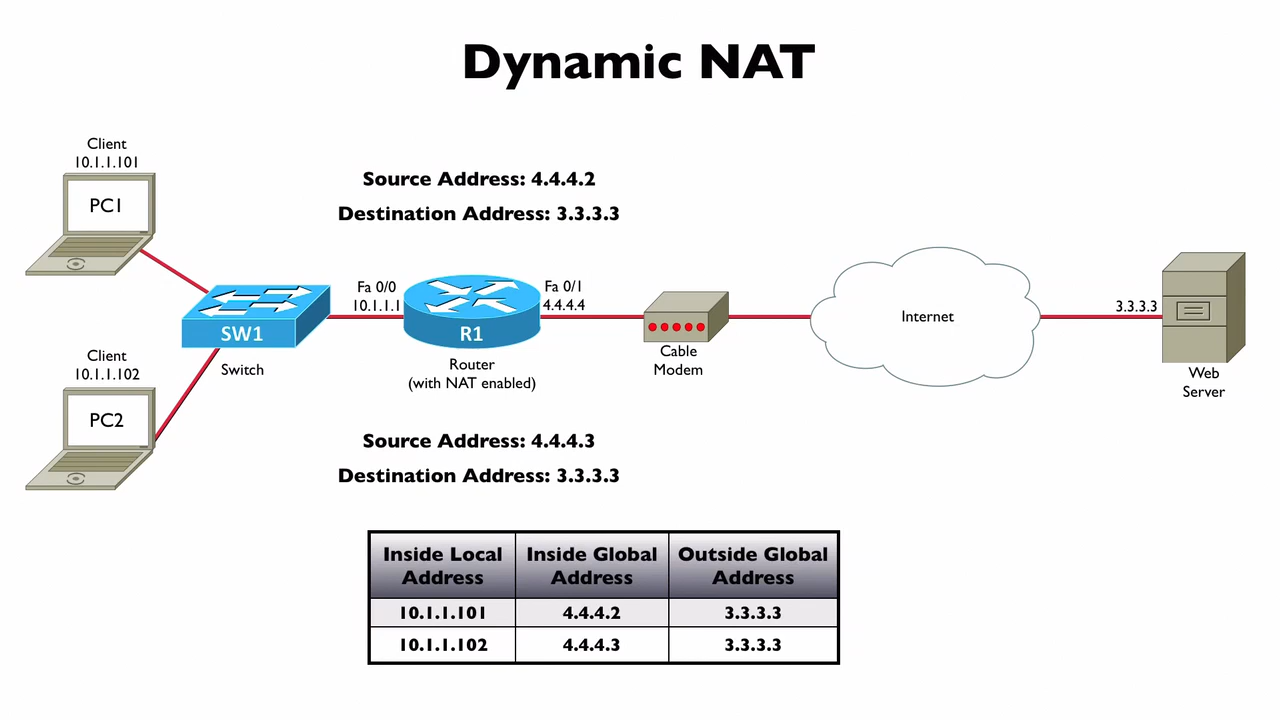 Dynamic NAT
Client
10.1.1.101
PC1
Source Address: 4.4.4.2
Destination Address: 3.3.3.3
Fa 0/0
10.1.1.1
Fa 0/1
4.4.4.4
SW1
Switch
R1
Router
(with NAT enabled)
Cable
Modem
Internet
3.3.3.3
Web
Server
Client
10.1.1.102
PC2
Source Address: 4.4.4.3
Destination Address: 3.3.3.3
Inside Local
Address
Inside Global
Address
Outside Global
Address
10.1.1.101 4.4.4.2 3.3.3.3
10.1.1.102 4.4.4.3 3.3.3.3